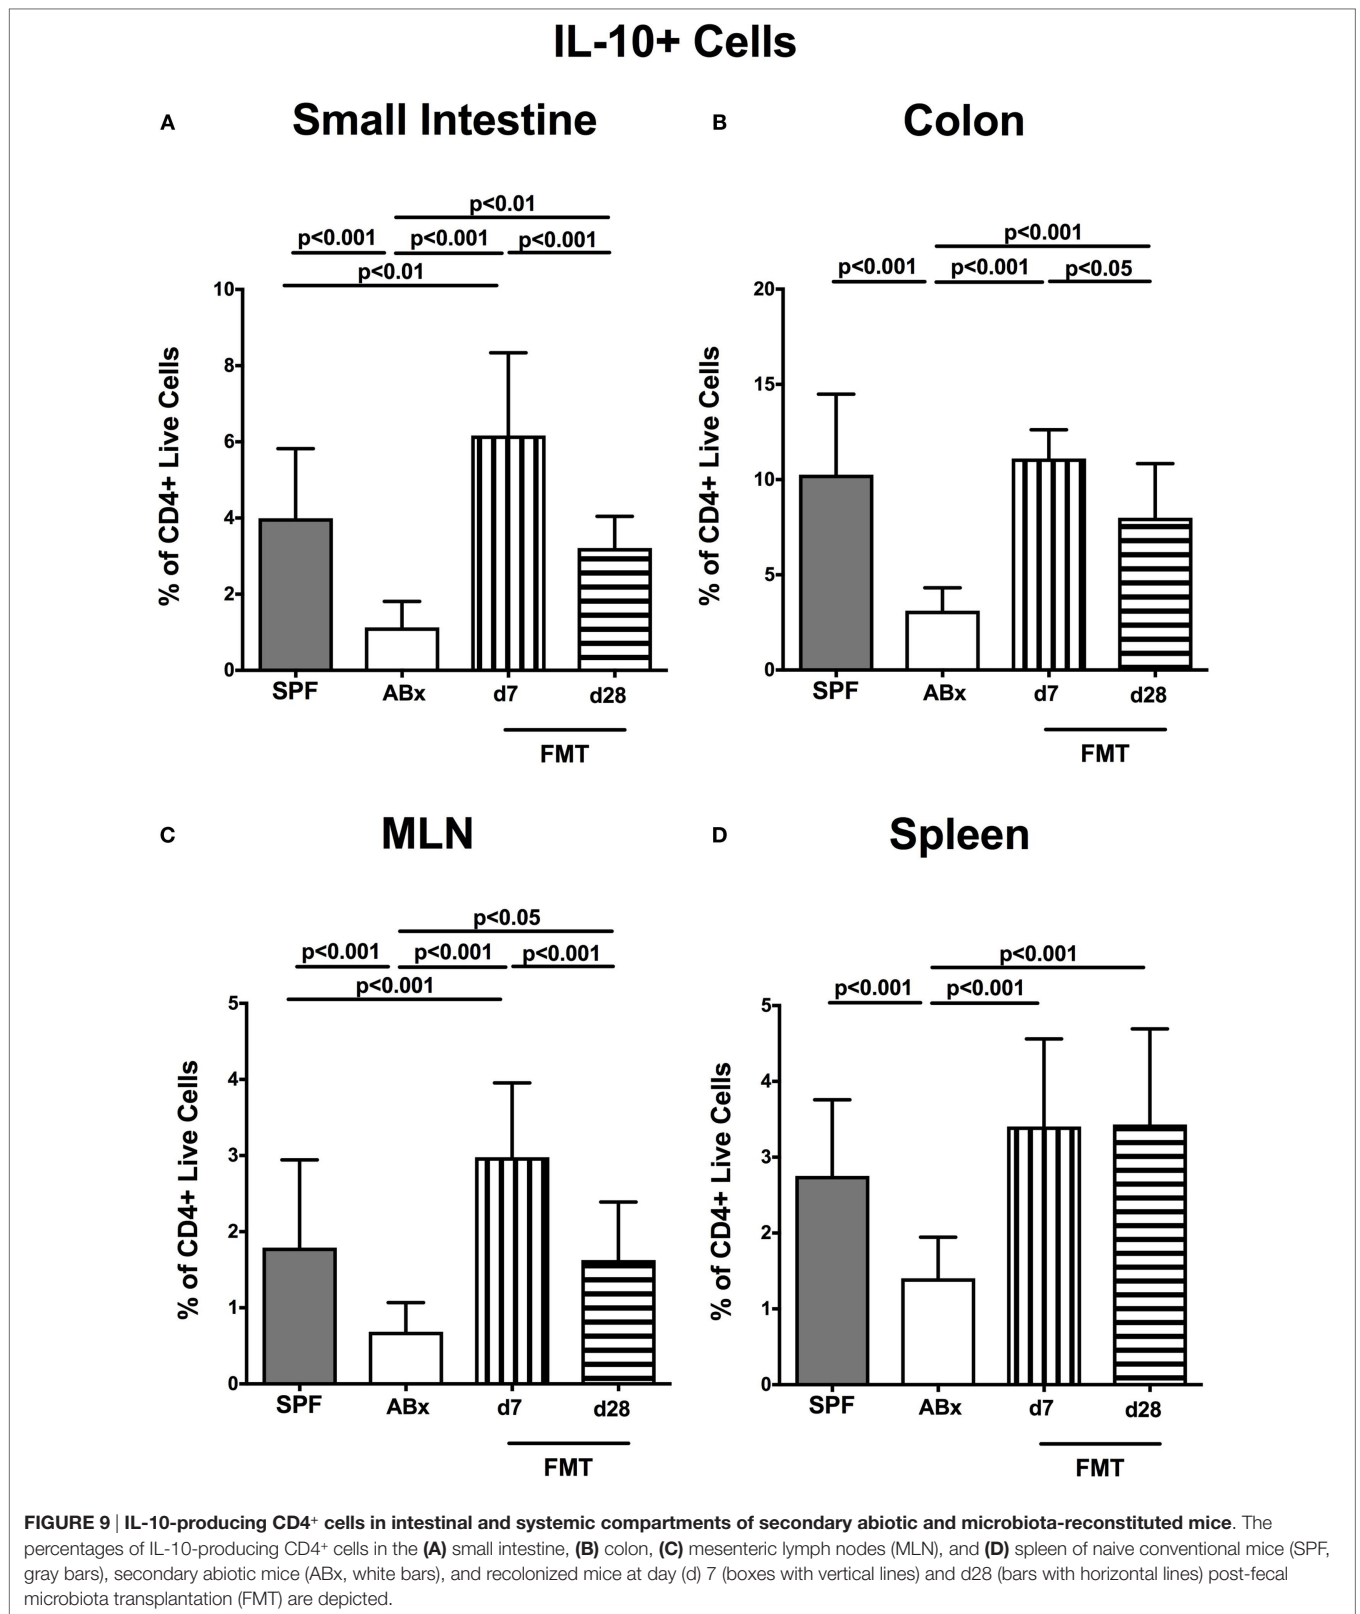 IL-10+ Cells
A
Small Intestine
p<0.01
p<0.001 p<0.001 p<0.001
p<0.01
% of CD4+ Live Cells
10
8
6
4
2
0
SPF ABx d7 d28
FMT
B
Colon
p<0.001
p<0.001 p<0.001 p<0.05
% of CD4+ Live Cells
20
15
10
5
0
SPF ABx d7 d28
FMT
C
MLN
p<0.05
p<0.001 p<0.001 p<0.001
p<0.001
% of CD4+ Live Cells
5
4
3
2
1
0
SPF ABx d7 d28
FMT
D
Spleen
p<0.001
p<0.001 p<0.001
% of CD4+ Live Cells
5
4
3
2
1
0
SPF ABx d7 d28
FMT
FIGURE 9 | IL-10-producing CD4⁺ cells in intestinal and systemic compartments of secondary abiotic and microbiota-reconstituted mice. The
percentages of IL-10-producing CD4⁺ cells in the (A) small intestine, (B) colon, (C) mesenteric lymph nodes (MLN), and (D) spleen of naive conventional mice (SPF,
gray bars), secondary abiotic mice (ABx, white bars), and recolonized mice at day (d) 7 (boxes with vertical lines) and d28 (bars with horizontal lines) post-fecal
microbiota transplantation (FMT) are depicted.